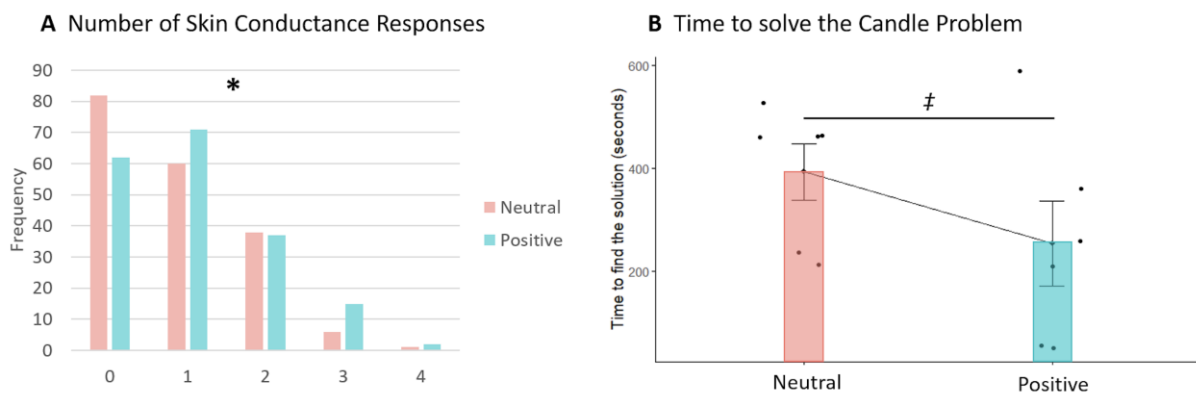 A Number of Skin Conductance Responses
90
80
70
60
50
40
30
20
10
0
Frequency
*
0 1 2 3 4
Neutral
Positive
B Time to solve the Candle Problem
600
400
200
Time to find the solution (seconds)
‡
Neutral Positive